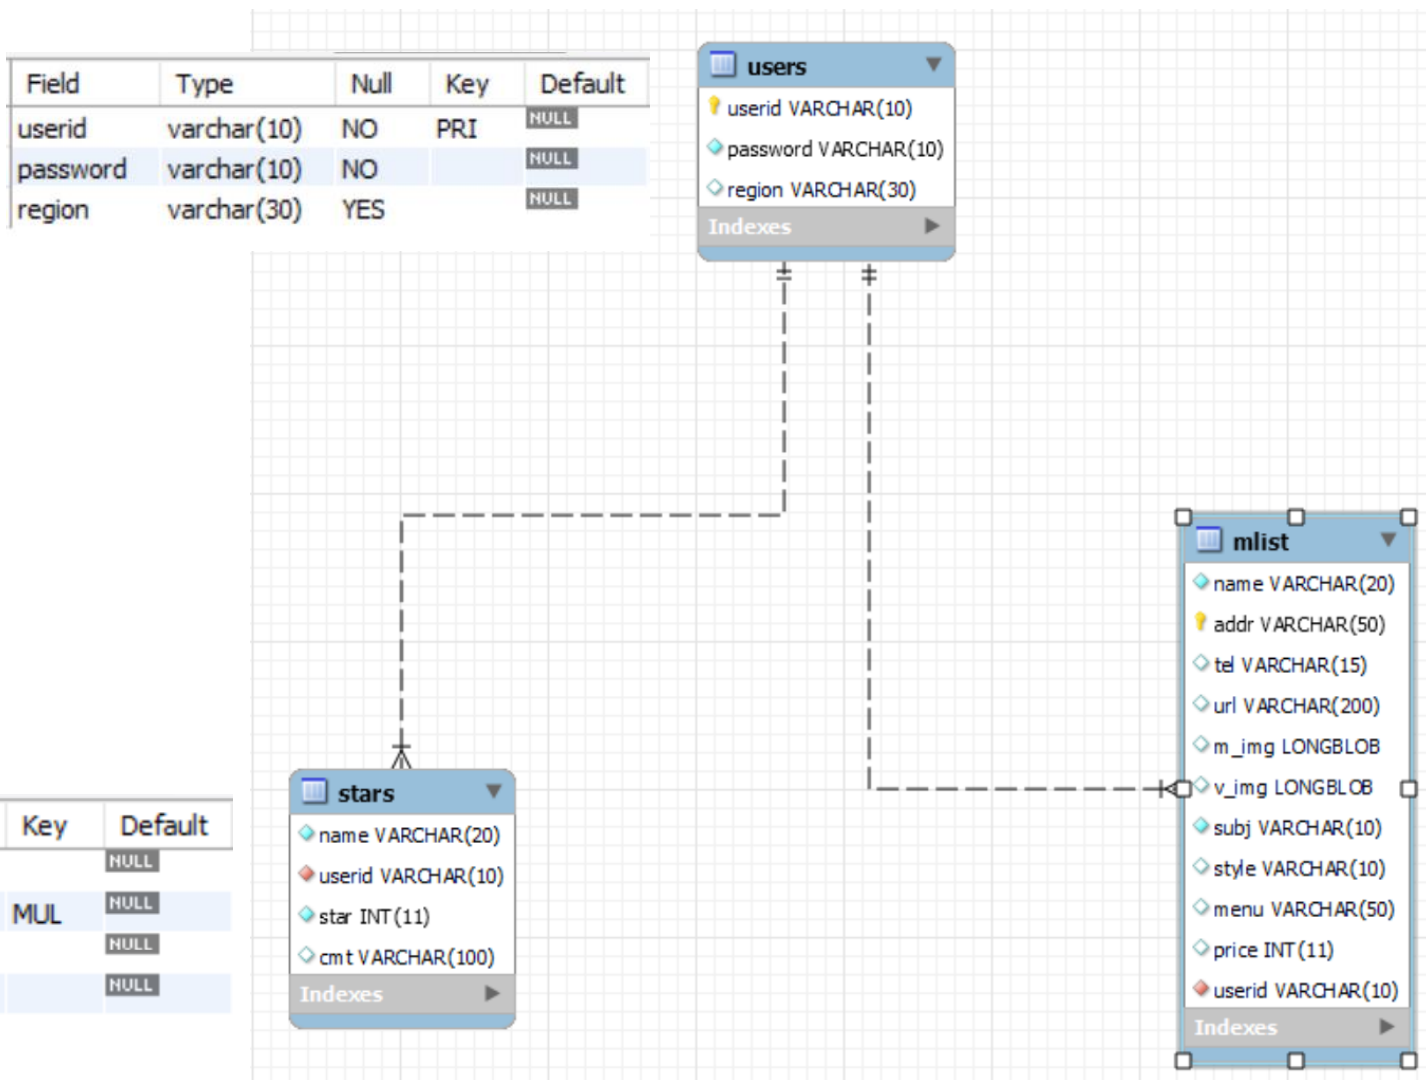 Field Type Null Key Default
userid varchar(10) NO PRI NULL
password varchar(10) NO NULL
region varchar(30) YES NULL
users
userid VARCHAR(10)
password VARCHAR(10)
region VARCHAR(30)
Indexes
mlist
name VARCHAR(20)
addr VARCHAR(50)
tel VARCHAR(15)
url VARCHAR(200)
m_img LONGBLOB
v_img LONGBLOB
subj VARCHAR(10)
style VARCHAR(10)
menu VARCHAR(50)
price INT(11)
userid VARCHAR(10)
Indexes
Key Default
NULL
MUL NULL
NULL
NULL
stars
name VARCHAR(20)
userid VARCHAR(10)
star INT(11)
cmt VARCHAR(100)
Indexes